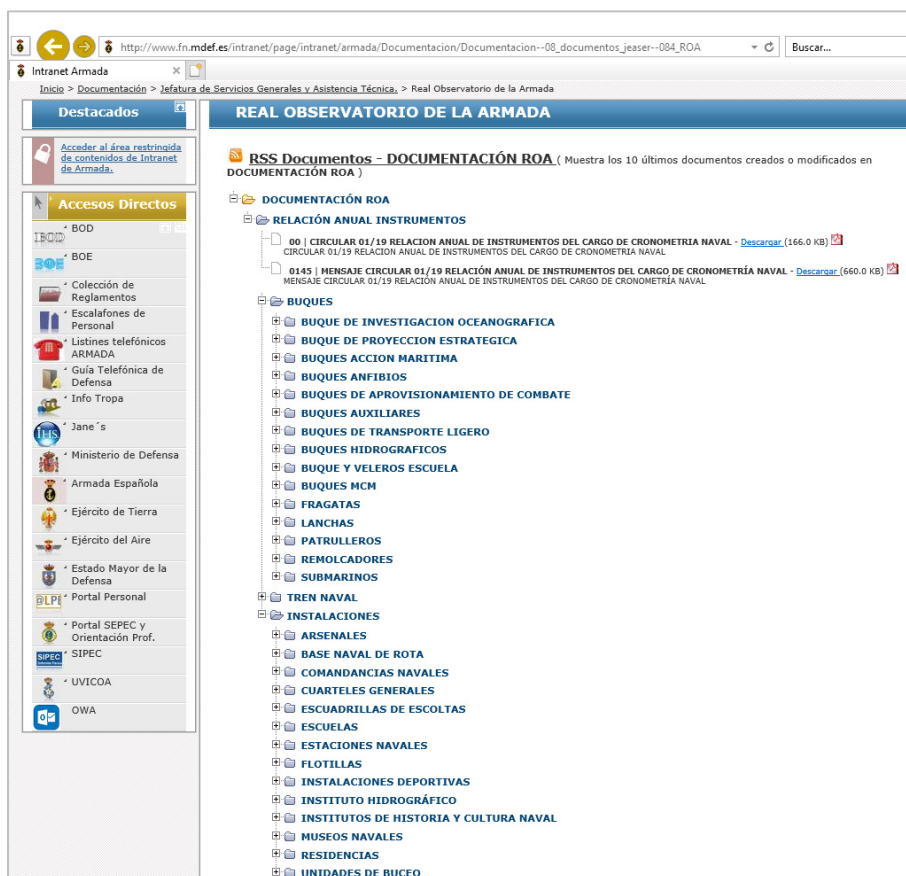 http://www.fn.mdef.es/intranet/page/intranet/armada/Documentacion/Documentacion--08_documentos_jeaser--084_ROA
Buscar...
Intranet Armada
Inicio > Documentación > Jefatura de Servicios Generales y Asistencia Técnica. > Real Observatorio de la Armada
Destacados
Acceder al área restringida
de contenidos de Intranet
de Armada.
Accesos Directos
BOD
BOD
BOE
BOE
Colección de
Reglamentos
Escalafones de
Personal
Listines telefónicos
ARMADA
Guía Telefónica de
Defensa
Info Tropa
IHS
Jane´s
Ministerio de Defensa
Armada Española
Ejército de Tierra
Ejército del Aire
Estado Mayor de la
Defensa
@LPE
Portal Personal
Portal SEPEC y
Orientación Prof.
SIPEC
SIPEC
UVICOA
OWA
REAL OBSERVATORIO DE LA ARMADA
RSS Documentos - DOCUMENTACIÓN ROA ( Muestra los 10 últimos documentos creados o modificados en
DOCUMENTACIÓN ROA )
DOCUMENTACIÓN ROA
RELACIÓN ANUAL INSTRUMENTOS
00 | CIRCULAR 01/19 RELACION ANUAL DE INSTRUMENTOS DEL CARGO DE CRONOMETRIA NAVAL - Descargar (166.0 KB)
CIRCULAR 01/19 RELACION ANUAL DE INSTRUMENTOS DEL CARGO DE CRONOMETRIA NAVAL
0145 | MENSAJE CIRCULAR 01/19 RELACIÓN ANUAL DE INSTRUMENTOS DEL CARGO DE CRONOMETRÍA NAVAL - Descargar (660.0 KB)
MENSAJE CIRCULAR 01/19 RELACIÓN ANUAL DE INSTRUMENTOS DEL CARGO DE CRONOMETRÍA NAVAL
BUQUES
BUQUE DE INVESTIGACION OCEANOGRAFICA
BUQUE DE PROYECCION ESTRATEGICA
BUQUES ACCION MARITIMA
BUQUES ANFIBIOS
BUQUES DE APROVISIONAMIENTO DE COMBATE
BUQUES AUXILIARES
BUQUES DE TRANSPORTE LIGERO
BUQUES HIDROGRAFICOS
BUQUE Y VELEROS ESCUELA
BUQUES MCM
FRAGATAS
LANCHAS
PATRULLEROS
REMOLCADORES
SUBMARINOS
TREN NAVAL
INSTALACIONES
ARSENALES
BASE NAVAL DE ROTA
COMANDANCIAS NAVALES
CUARTELES GENERALES
ESCUADRILLAS DE ESCOLTAS
ESCUELAS
ESTACIONES NAVALES
FLOTILLAS
INSTALACIONES DEPORTIVAS
INSTITUTO HIDROGRÁFICO
INSTITUTOS DE HISTORIA Y CULTURA NAVAL
MUSEOS NAVALES
RESIDENCIAS
UNIDADES DE BUCEO